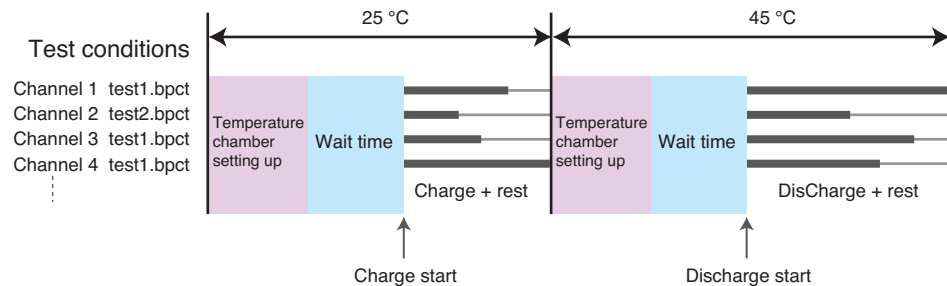 25 °C
45 °C
Test conditions
Channel 1 test1.bpct
Channel 2 test2.bpct
Channel 3 test1.bpct
Channel 4 test1.bpct
Temperature
chamber
setting up
Wait time
Charge + rest
Temperature
chamber
setting up
Wait time
DisCharge + rest
Charge start
Discharge start